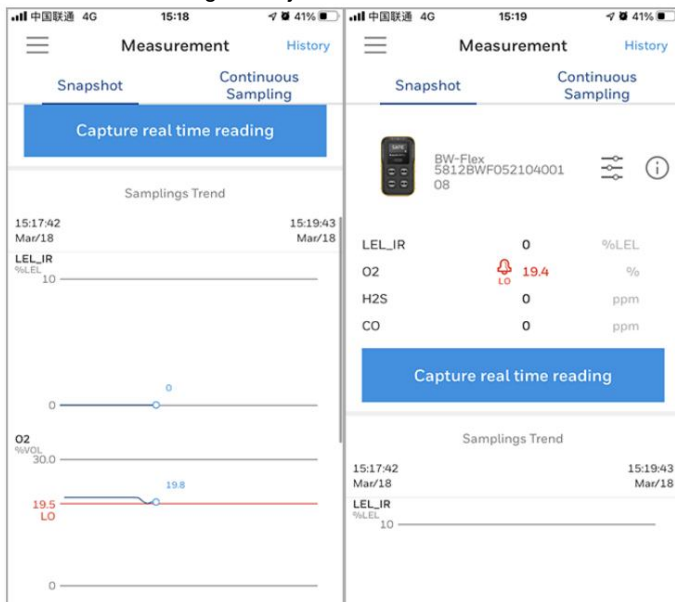 中国联通 4G 15:18 41%
Measurement
History
Snapshot
Continuous
Sampling
Capture real time reading
Samplings Trend
15:17:42
Mar/18
15:19:43
Mar/18
LEL_IR
%LEL
10
0
0
O2
%VOL
30.0
19.8
19.5
LO
0
中国联通 4G 15:19 41%
Measurement
History
Snapshot
Continuous
Sampling
SAFE
BW-Flex
5812BWF052104001
08
LEL_IR 0 %LEL
O2 19.4 %
LO
H2S 0 ppm
CO 0 ppm
Capture real time reading
Samplings Trend
15:17:42
Mar/18
15:19:43
Mar/18
LEL_IR
%LEL
10